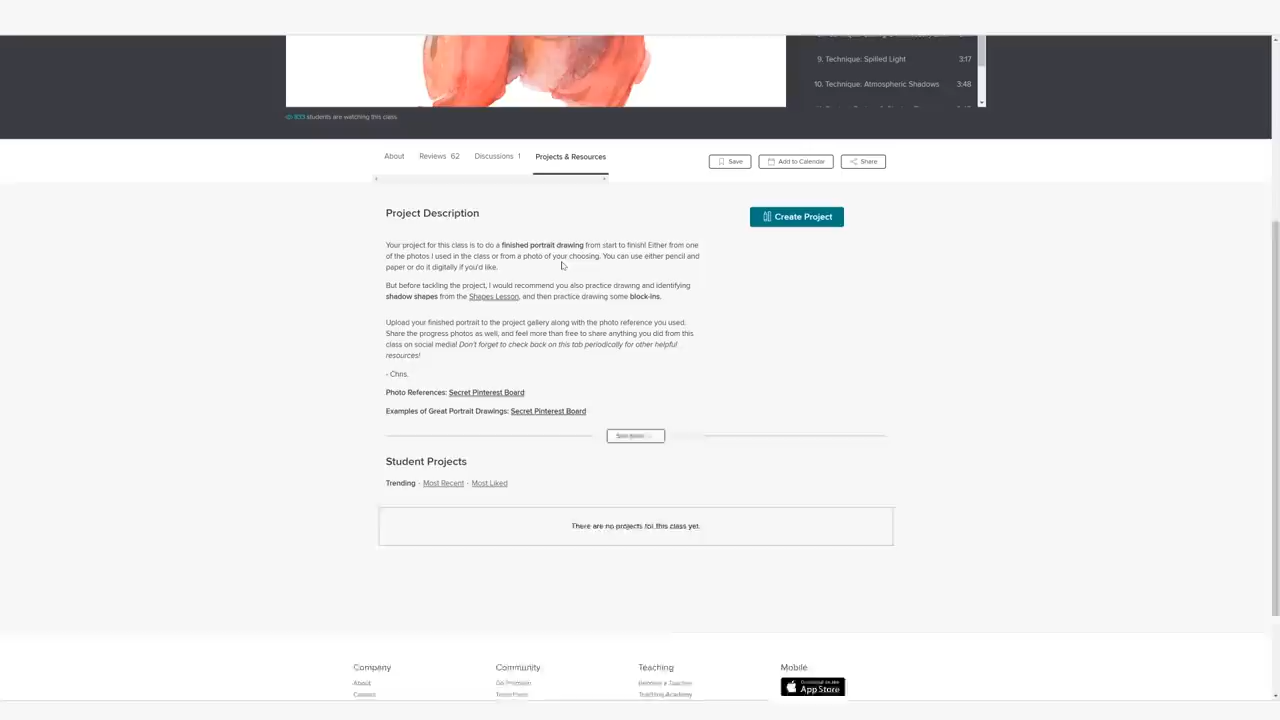 9. Technique: Spilled Light 3:17
10. Technique: Atmospheric Shadows 3:48
933 students are watching this class.
About Reviews 62 Discussions 1 Projects & Resources Save Add to Calendar Share
Project Description
Create Project
Your project for this class is to do a finished portrait drawing from start to finish! Either from one
of the photos I used in the class or from a photo of your choosing. You can use either pencil and
paper or do it digitally if you'd like.
But before tackling the project, I would recommend you also practice drawing and identifying
shadow shapes from the Shapes Lesson, and then practice drawing some block-ins.
Upload your finished portrait to the project gallery along with the photo reference you used.
Share the progress photos as well, and feel more than free to share anything you did from this
class on social media! Don't forget to check back on this tab periodically for other helpful
resources!
- Chris.
Photo References: Secret Pinterest Board
Examples of Great Portrait Drawings: Secret Pinterest Board
Student Projects
Trending - Most Recent - Most Liked
There are no projects for this class yet.
Company Community Teaching Mobile
About Become a Teacher
App Store
Careers Teaching Academy